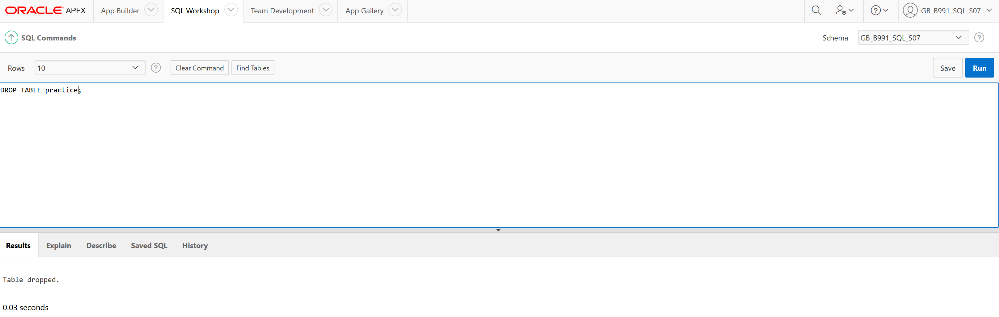 ORACLE APEX App Builder SQL Workshop Team Development App Gallery GB_B991_SQL_S07
SQL Commands Schema GB_B991_SQL_S07 ?
Rows 10 ? Clear Command Find Tables Save Run
DROP TABLE practice;
Results Explain Describe Saved SQL History
Table dropped.
0.03 seconds